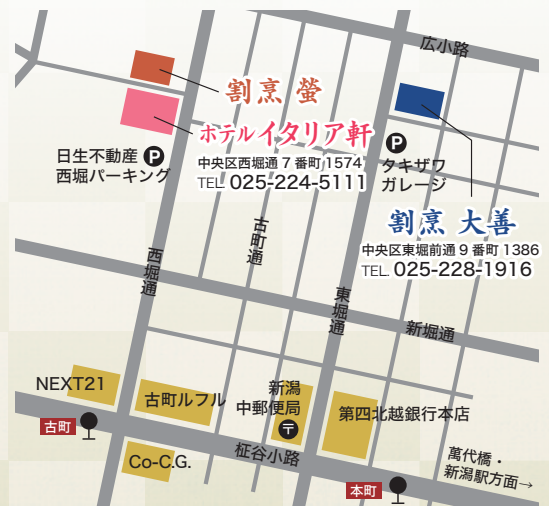 広小路
割烹 螢
ホテルイタリア軒
中央区西堀通7番町1574
TEL. 025-224-5111
日生不動産 P
西堀パーキング
P
タキザワ
ガレージ
割烹 大善
中央区東堀前通9番町1386
TEL. 025-228-1916
古町通
西堀通
東堀通
新堀通
NEXT21
古町ルフル
新潟
中郵便局
〒
第四北越銀行本店
古町
Co-C.G.
柾谷小路
本町
萬代橋・
新潟駅方面→